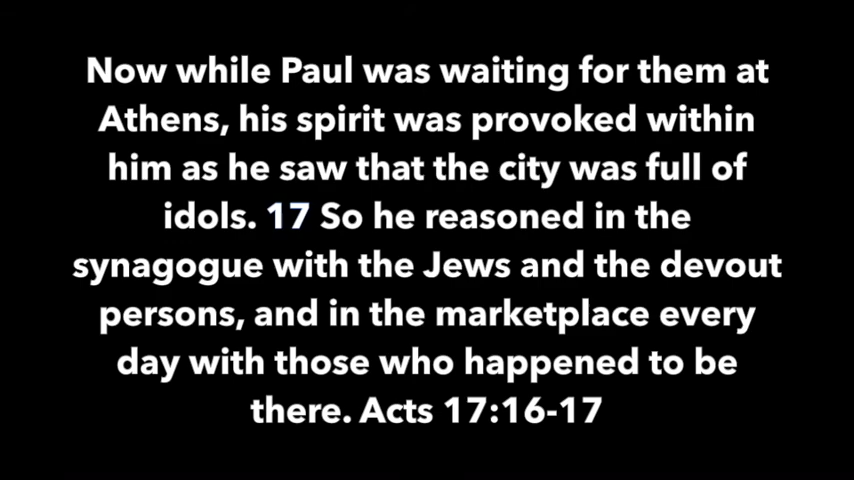 Now while Paul was waiting for them at
Athens, his spirit was provoked within
him as he saw that the city was full of
idols. 17 So he reasoned in the
synagogue with the Jews and the devout
persons, and in the marketplace every
day with those who happened to be
there. Acts 17:16-17